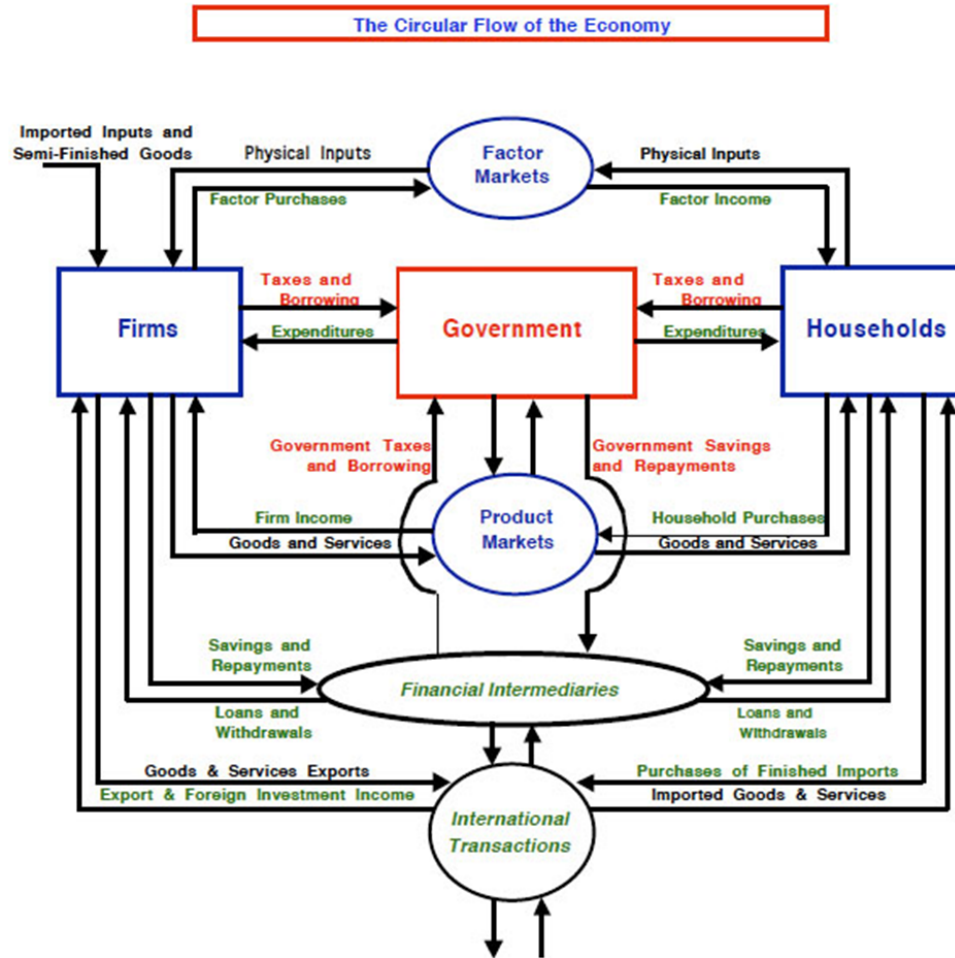 The Circular Flow of the Economy
Imported Inputs and
Semi-Finished Goods
Physical Inputs
Factor
Markets
Physical Inputs
Factor Purchases
Factor Income
Firms
Taxes and
Borrowing
Expenditures
Government
Taxes and
Borrowing
Expenditures
Households
Government Taxes
and Borrowing
Government Savings
and Repayments
Firm Income
Goods and Services
Product
Markets
Household Purchases
Goods and Services
Savings and
Repayments
Loans and
Withdrawals
Financial Intermediaries
Savings and
Repayments
Loans and
Withdrawals
Goods & Services Exports
Export & Foreign Investment Income
Purchases of Finished Imports
Imported Goods & Services
International
Transactions